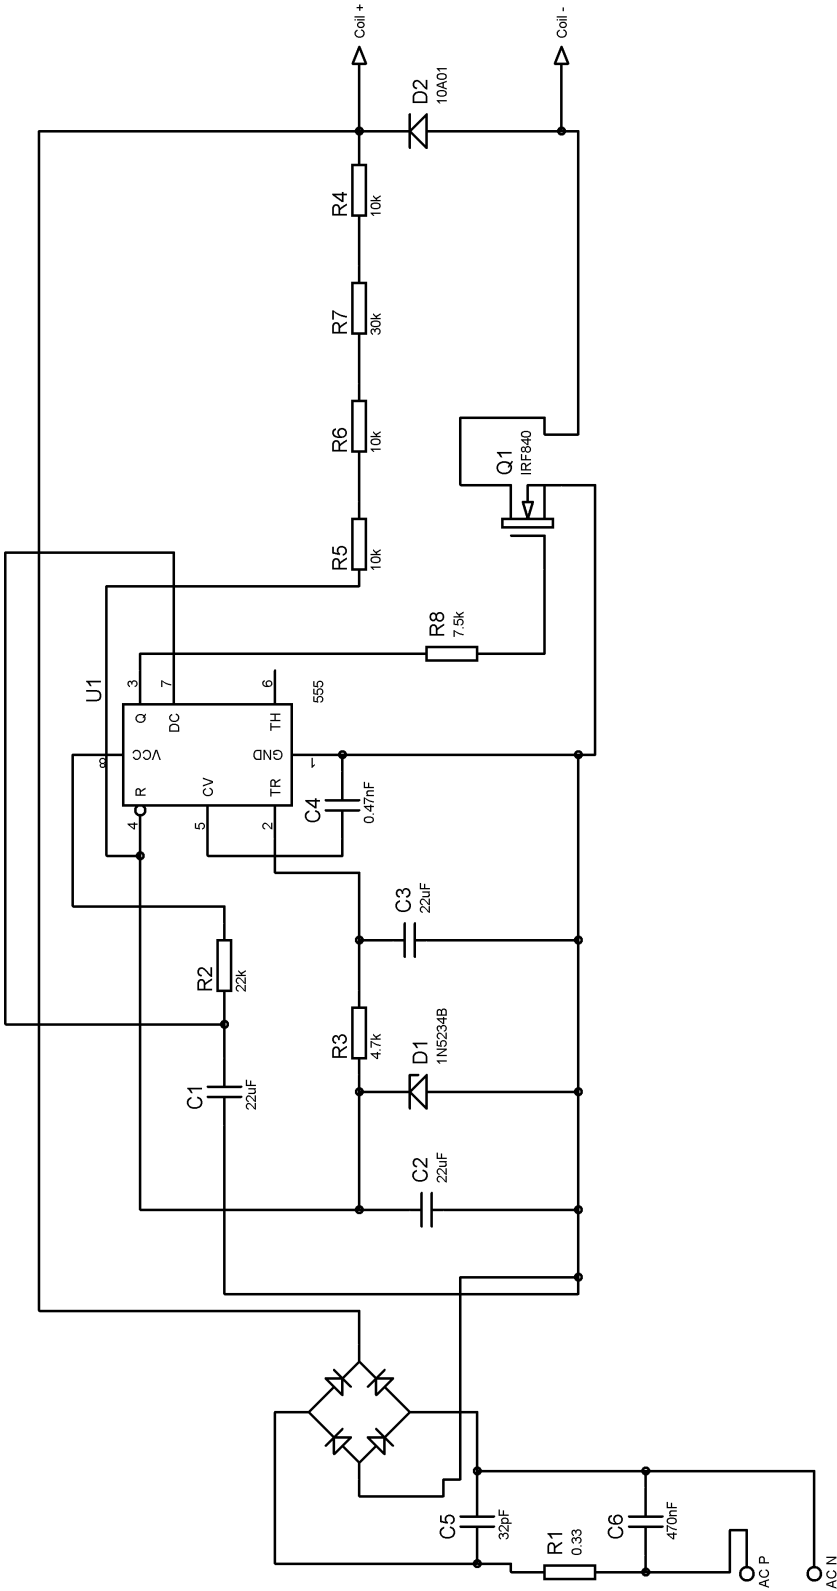 Coil +
Coil -
D2
10A01
R4
10k
R7
30k
R6
10k
R5
10k
Q1
IRF840
R8
7.5k
U1
3
7
6
555
Q
DC
TH
8
VCC
GND
1
R
CV
TR
4
5
2
C4
0.47nF
C3
22uF
R2
22k
R3
4.7k
D1
1N5234B
C1
22uF
C2
22uF
C5
32pF
R1
0.33
C6
470nF
AC P
AC N